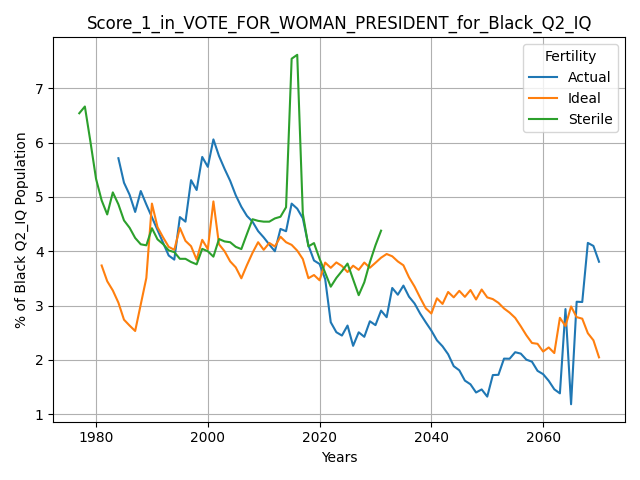 Score_1_in_VOTE_FOR_WOMAN_PRESIDENT_for_Black_Q2_IQ
Fertility
Actual
Ideal
Sterile
% of Black Q2_IQ Population
7
6
5
4
3
2
1
1980 2000 2020 2040 2060
Years